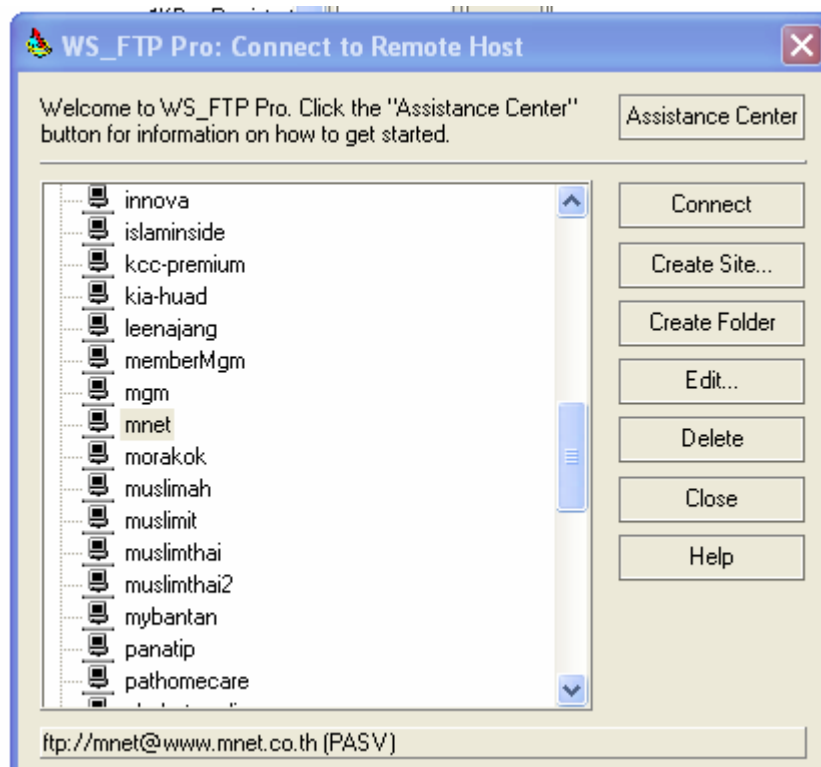 WS_FTP Pro: Connect to Remote Host
Welcome to WS_FTP Pro. Click the "Assistance Center"
button for information on how to get started.
Assistance Center
innova
islaminside
kcc-premium
kia-huad
leenajang
memberMgm
mgm
mnet
morakok
muslimah
muslimit
muslimthai
muslimthai2
mybantan
panatip
pathomecare
Connect
Create Site...
Create Folder
Edit...
Delete
Close
Help
ftp://mnet@www.mnet.co.th (PASV)